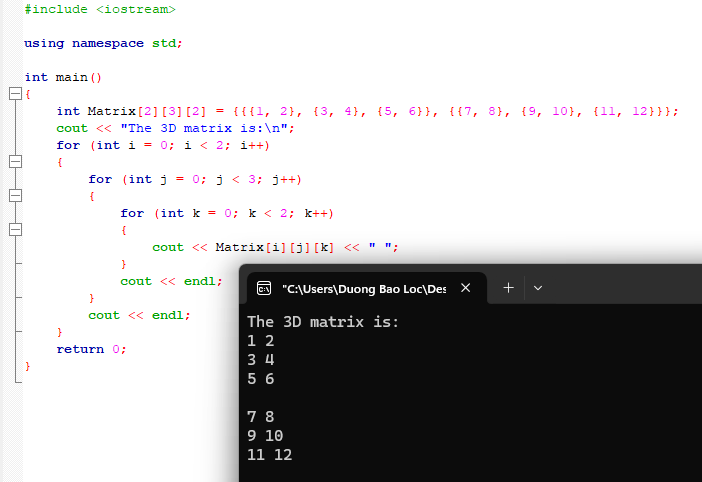 #include <iostream>
using namespace std;
int main()
{
int Matrix[2][3][2] = {{{1, 2}, {3, 4}, {5, 6}}, {{7, 8}, {9, 10}, {11, 12}}};
cout << "The 3D matrix is:\n";
for (int i = 0; i < 2; i++)
{
for (int j = 0; j < 3; j++)
{
for (int k = 0; k < 2; k++)
{
cout << Matrix[i][j][k] << " ";
}
cout << endl;
}
cout << endl;
}
return 0;
}
"C:\Users\Duong Bao Loc\Des
The 3D matrix is:
1 2
3 4
5 6
7 8
9 10
11 12